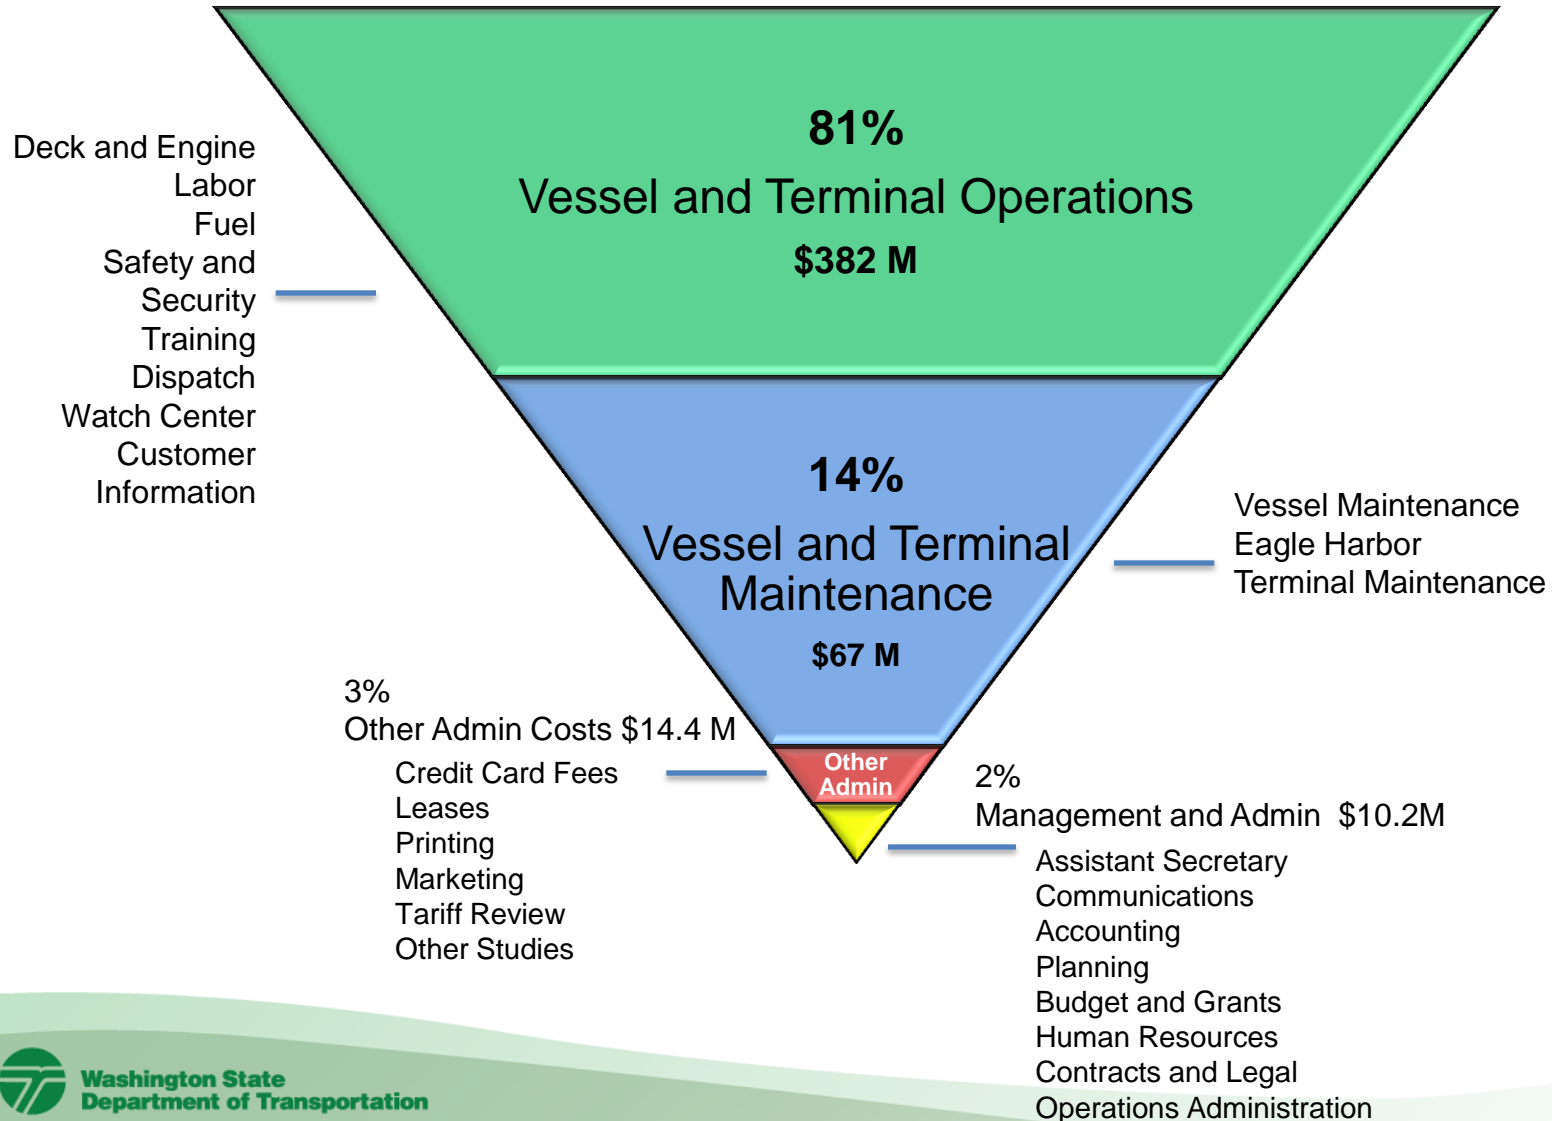 81%
Vessel and Terminal Operations
$382 M
Deck and Engine
Labor
Fuel
Safety and
Security
Training
Dispatch
Watch Center
Customer
Information
14%
Vessel and Terminal
Maintenance
$67 M
Vessel Maintenance
Eagle Harbor
Terminal Maintenance
3%
Other Admin Costs $14.4 M
Credit Card Fees
Leases
Printing
Marketing
Tariff Review
Other Studies
Other
Admin
2%
Management and Admin $10.2M
Assistant Secretary
Communications
Accounting
Planning
Budget and Grants
Human Resources
Contracts and Legal
Operations Administration
Washington State
Department of Transportation